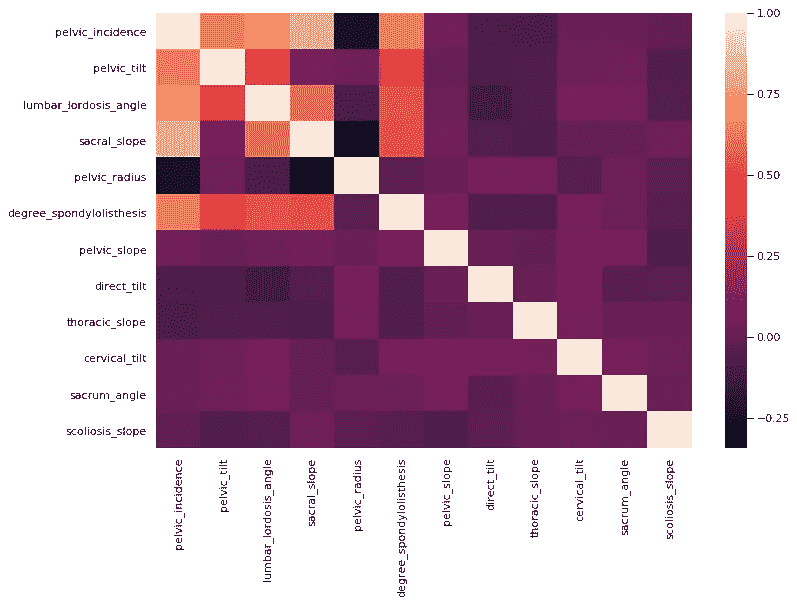 pelvic_incidence
pelvic_tilt
lumbar_lordosis_angle
sacral_slope
pelvic_radius
degree_spondylolisthesis
pelvic_slope
direct_tilt
thoracic_slope
cervical_tilt
sacrum_angle
scoliosis_slope
pelvic_incidence
pelvic_tilt
lumbar_lordosis_angle
sacral_slope
pelvic_radius
degree_spondylolisthesis
pelvic_slope
direct_tilt
thoracic_slope
cervical_tilt
sacrum_angle
scoliosis_slope
1.00
0.75
0.50
0.25
0.00
−0.25